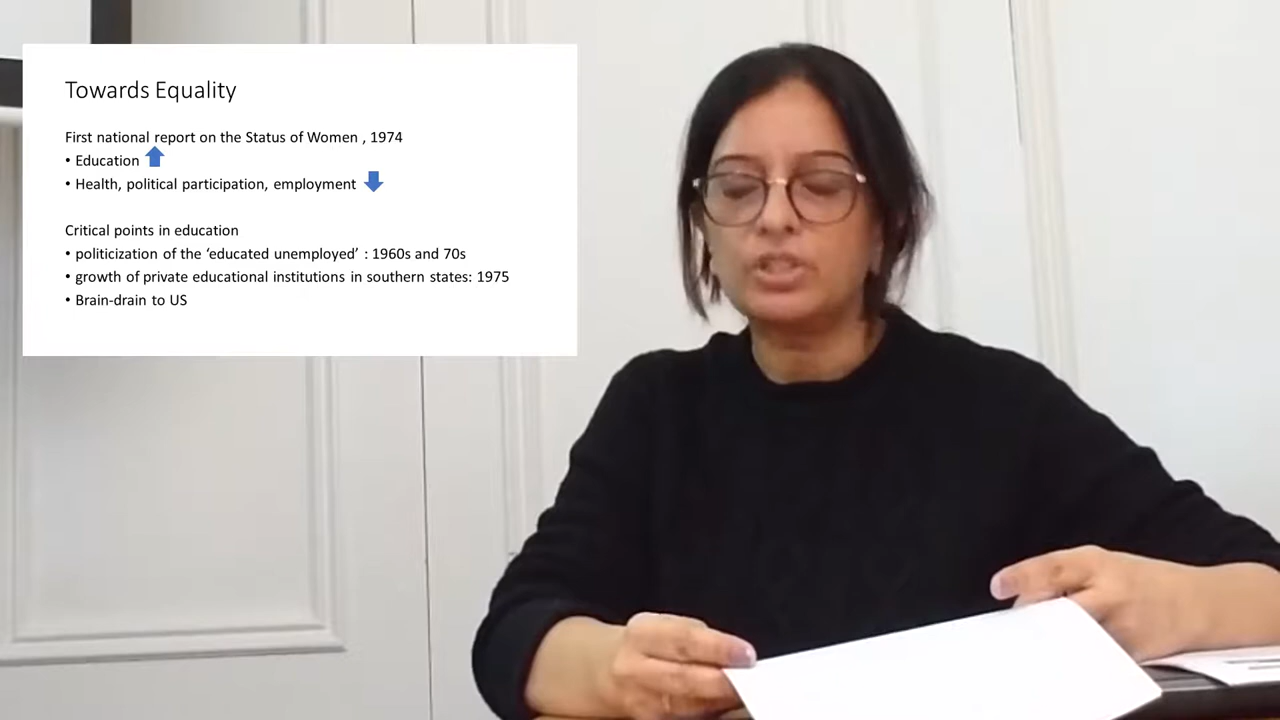 Towards Equality
First national report on the Status of Women , 1974
• Education
• Health, political participation, employment
Critical points in education
• politicization of the ‘educated unemployed’ : 1960s and 70s
• growth of private educational institutions in southern states: 1975
• Brain-drain to US